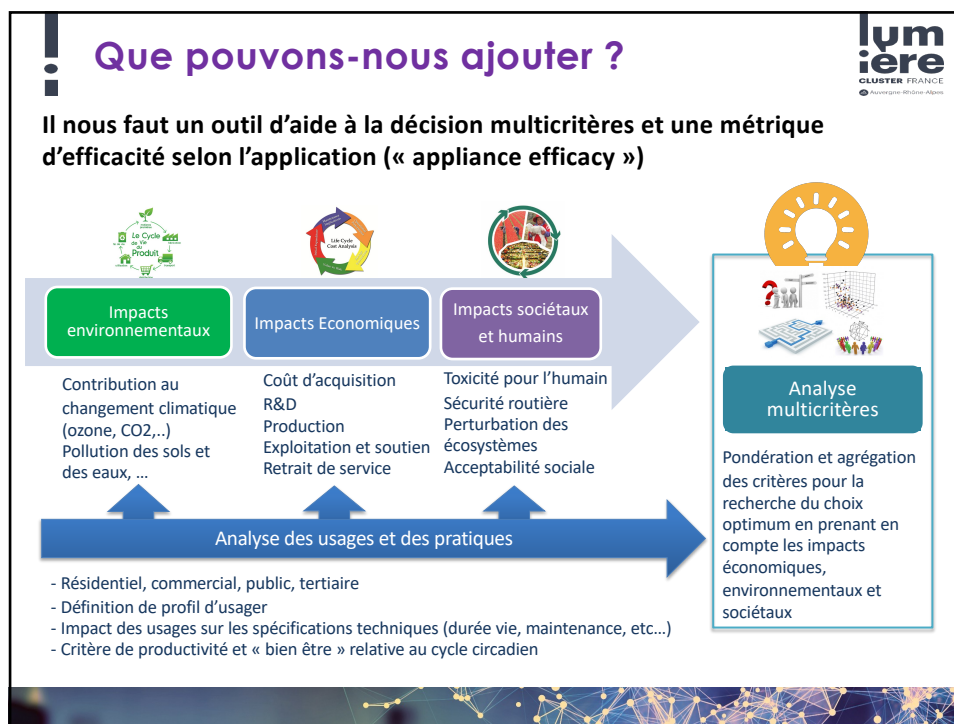 Que pouvons-nous ajouter ?
lum
ière
CLUSTER FRANCE
Auvergne-Rhône-Alpes
Il nous faut un outil d'aide à la décision multicritères et une métrique
d'efficacité selon l'application (« appliance efficacy »)
Le Cycle
de Vie
du
Produit
Life Cycle
Cost Analysis
Impacts
environnementaux
Impacts Economiques
Impacts sociétaux
et humains
Contribution au
changement climatique
(ozone, CO2,..)
Pollution des sols et
des eaux, ...
Coût d'acquisition
R&D
Production
Exploitation et soutien
Retrait de service
Toxicité pour l'humain
Sécurité routière
Perturbation des
écosystèmes
Acceptabilité sociale
Analyse des usages et des pratiques
- Résidentiel, commercial, public, tertiaire
- Définition de profil d'usager
- Impact des usages sur les spécifications techniques (durée vie, maintenance, etc...)
- Critère de productivité et « bien être » relative au cycle circadien
Analyse
multicritères
Pondération et agrégation
des critères pour la
recherche du choix
optimum en prenant en
compte les impacts
économiques,
environnementaux et
sociétaux